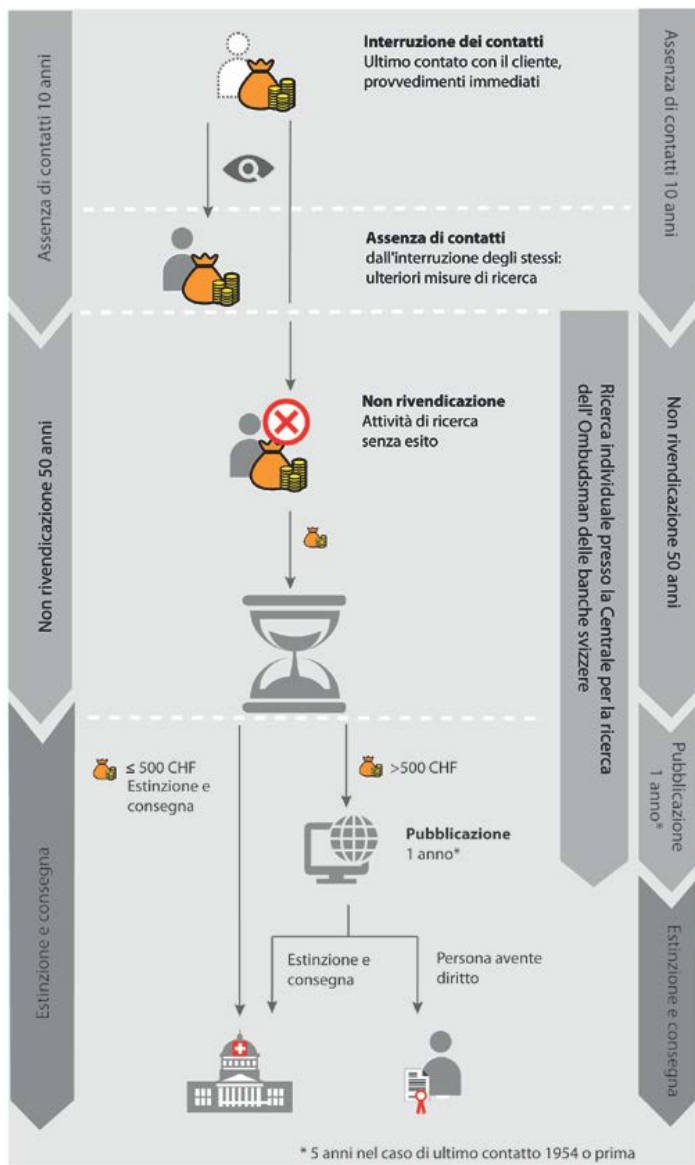 Assenza di contatti 10 anni
Interruzione dei contatti
Ultimo contato con il cliente,
provvedimenti immediati
Assenza di contatti 10 anni
Assenza di contatti
dall'interruzione degli stessi:
ulteriori misure di ricerca
Non rivendicazione 50 anni
Non rivendicazione
Attività di ricerca
senza esito
Ricerca individuale presso la Centrale per la ricerca
dell' Ombudsman delle banche svizzere
Non rivendicazione 50 anni
≤ 500 CHF
Estinzione e
consegna
>500 CHF
Pubblicazione
1 anno*
Pubblicazione
1 anno*
Estinzione e consegna
Estinzione e
consegna
Persona avente
diritto
Estinzione e consegna
* 5 anni nel caso di ultimo contatto 1954 o prima